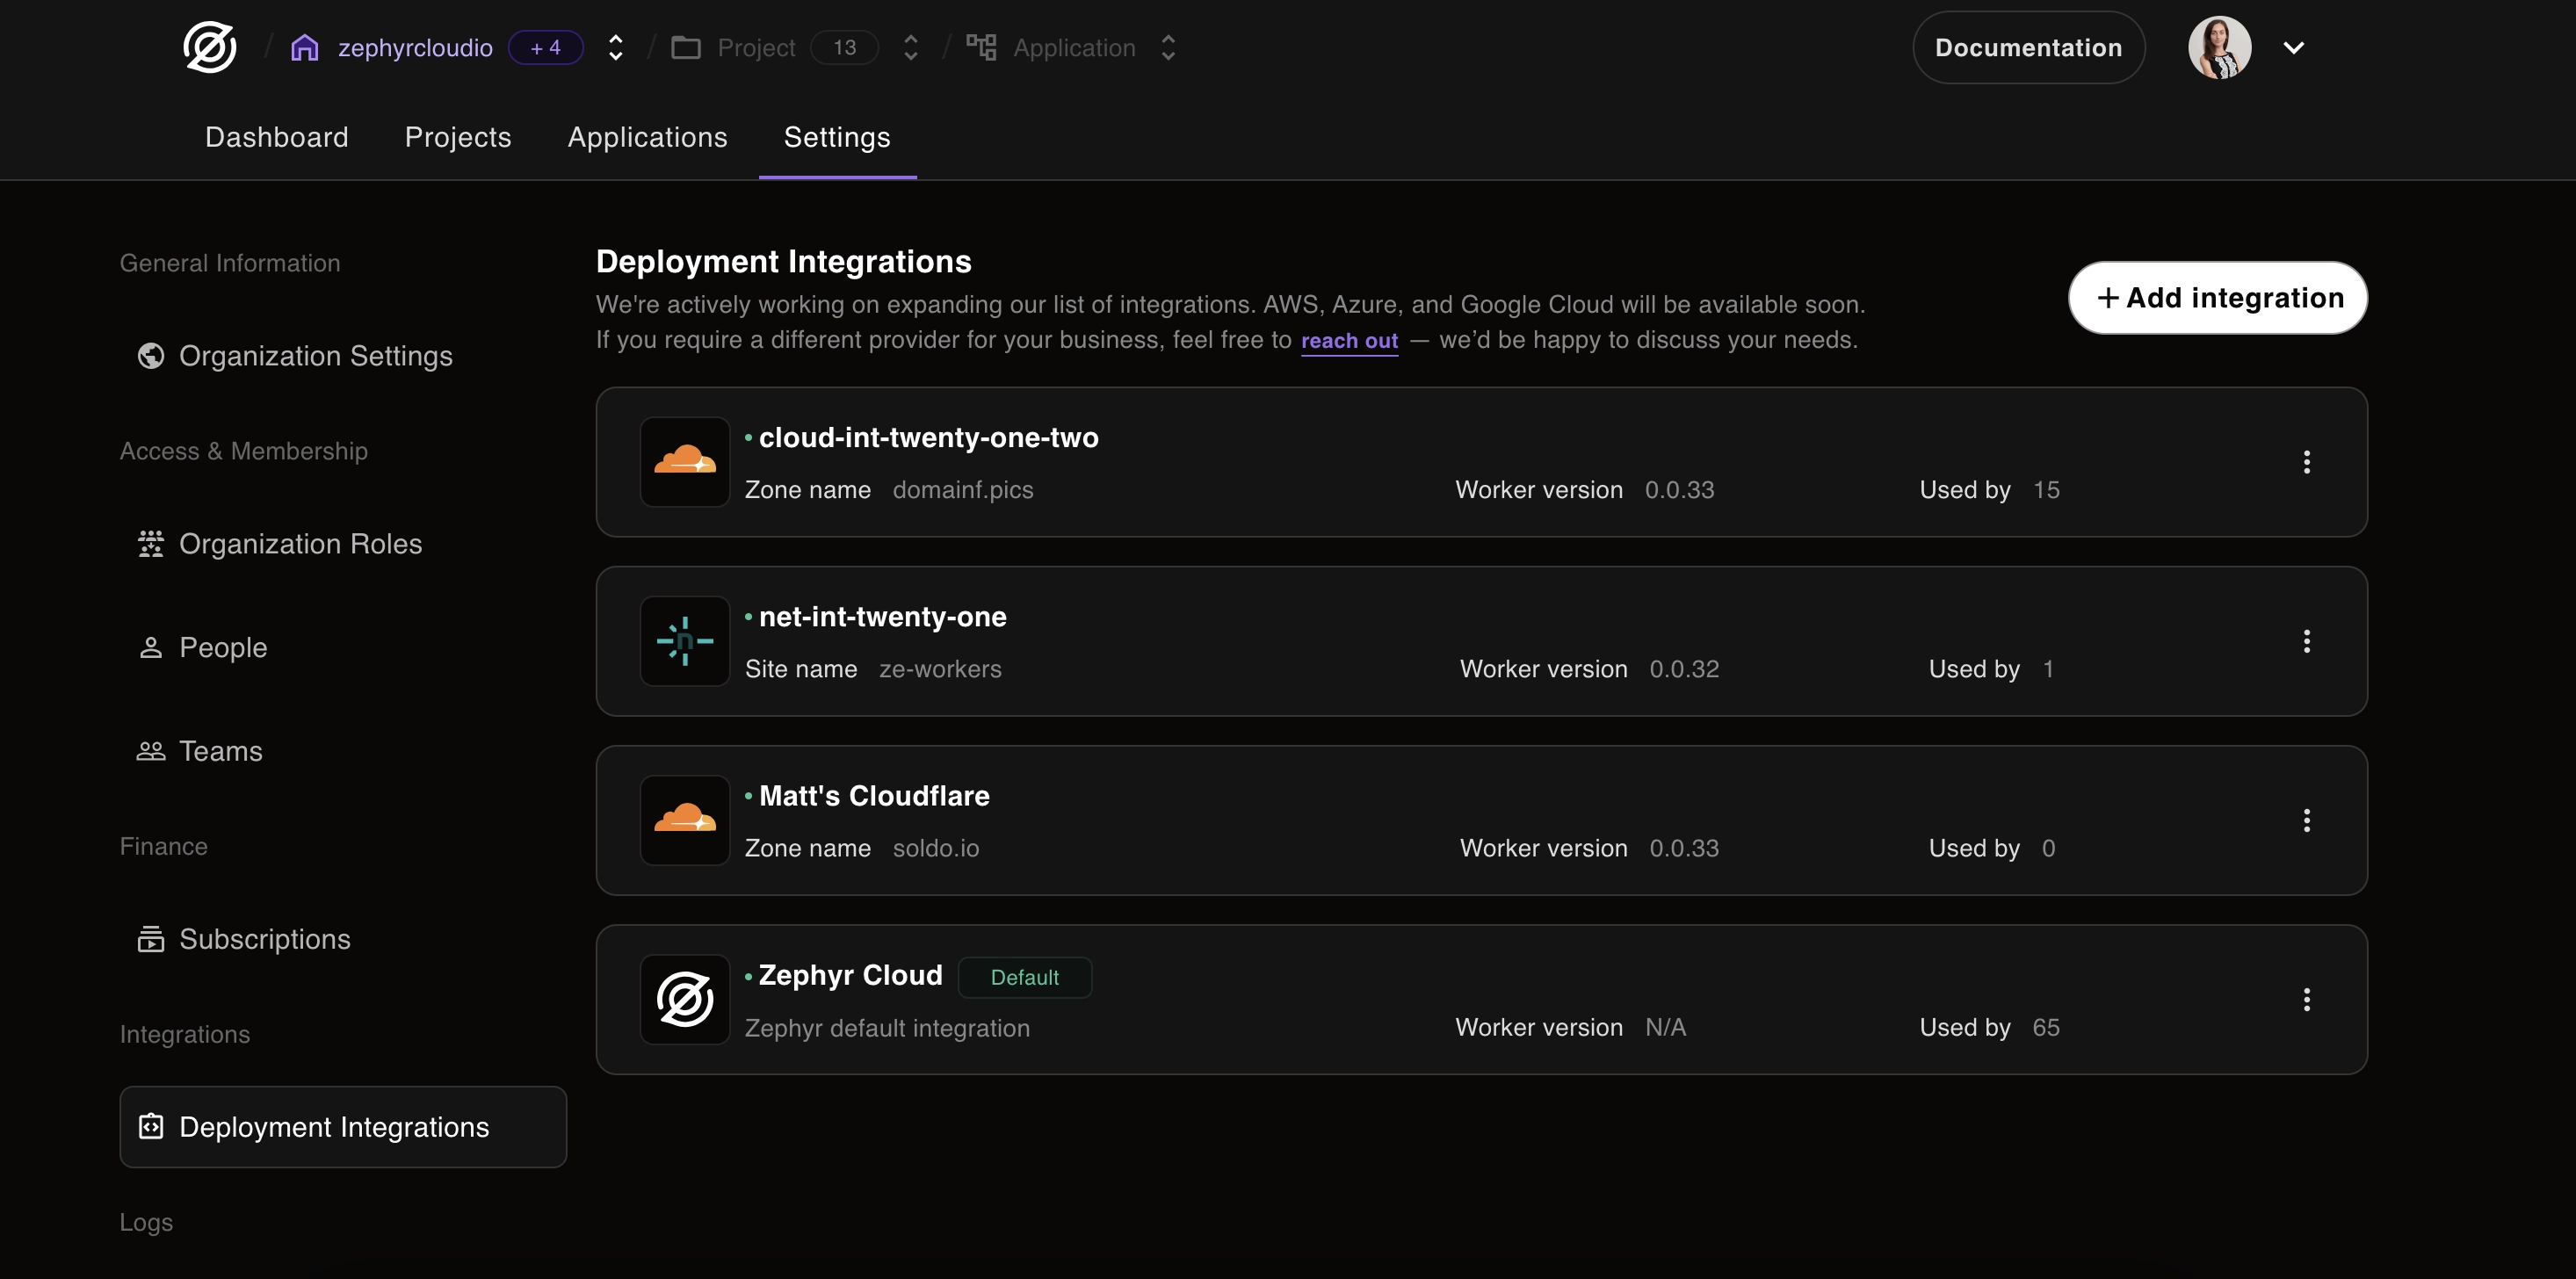 zephyrcloudio + 4 Project 13 Application Documentation
Dashboard Projects Applications Settings
General Information
Organization Settings
Access & Membership
Organization Roles
People
Teams
Finance
Subscriptions
Integrations
Deployment Integrations
Logs
Deployment Integrations
We're actively working on expanding our list of integrations. AWS, Azure, and Google Cloud will be available soon.
If you require a different provider for your business, feel free to reach out — we’d be happy to discuss your needs.
+ Add integration
cloud-int-twenty-one-two
Zone name domainf.pics Worker version 0.0.33 Used by 15
net-int-twenty-one
Site name ze-workers Worker version 0.0.32 Used by 1
Matt's Cloudflare
Zone name soldo.io Worker version 0.0.33 Used by 0
Zephyr Cloud Default
Zephyr default integration Worker version N/A Used by 65